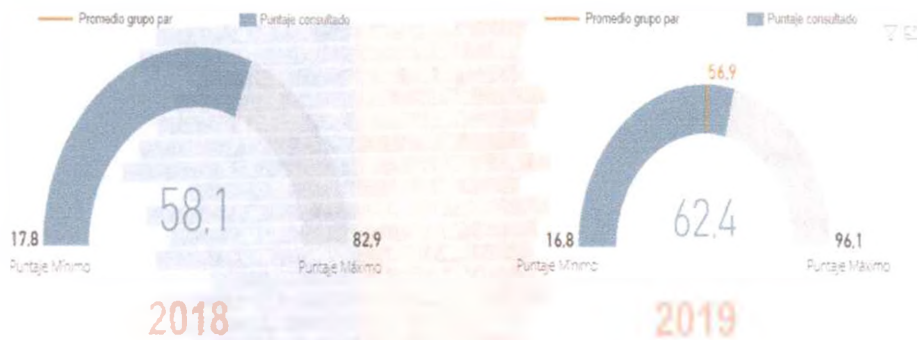 Promedio grupo par Puntaje consultado
58,1
17,8 82,9
Puntaje Mínimo Puntaje Máximo
2018
Promedio grupo par Puntaje consultado
56,9
62,4
16,8 96,1
Puntaje Mínimo Puntaje Máximo
2019